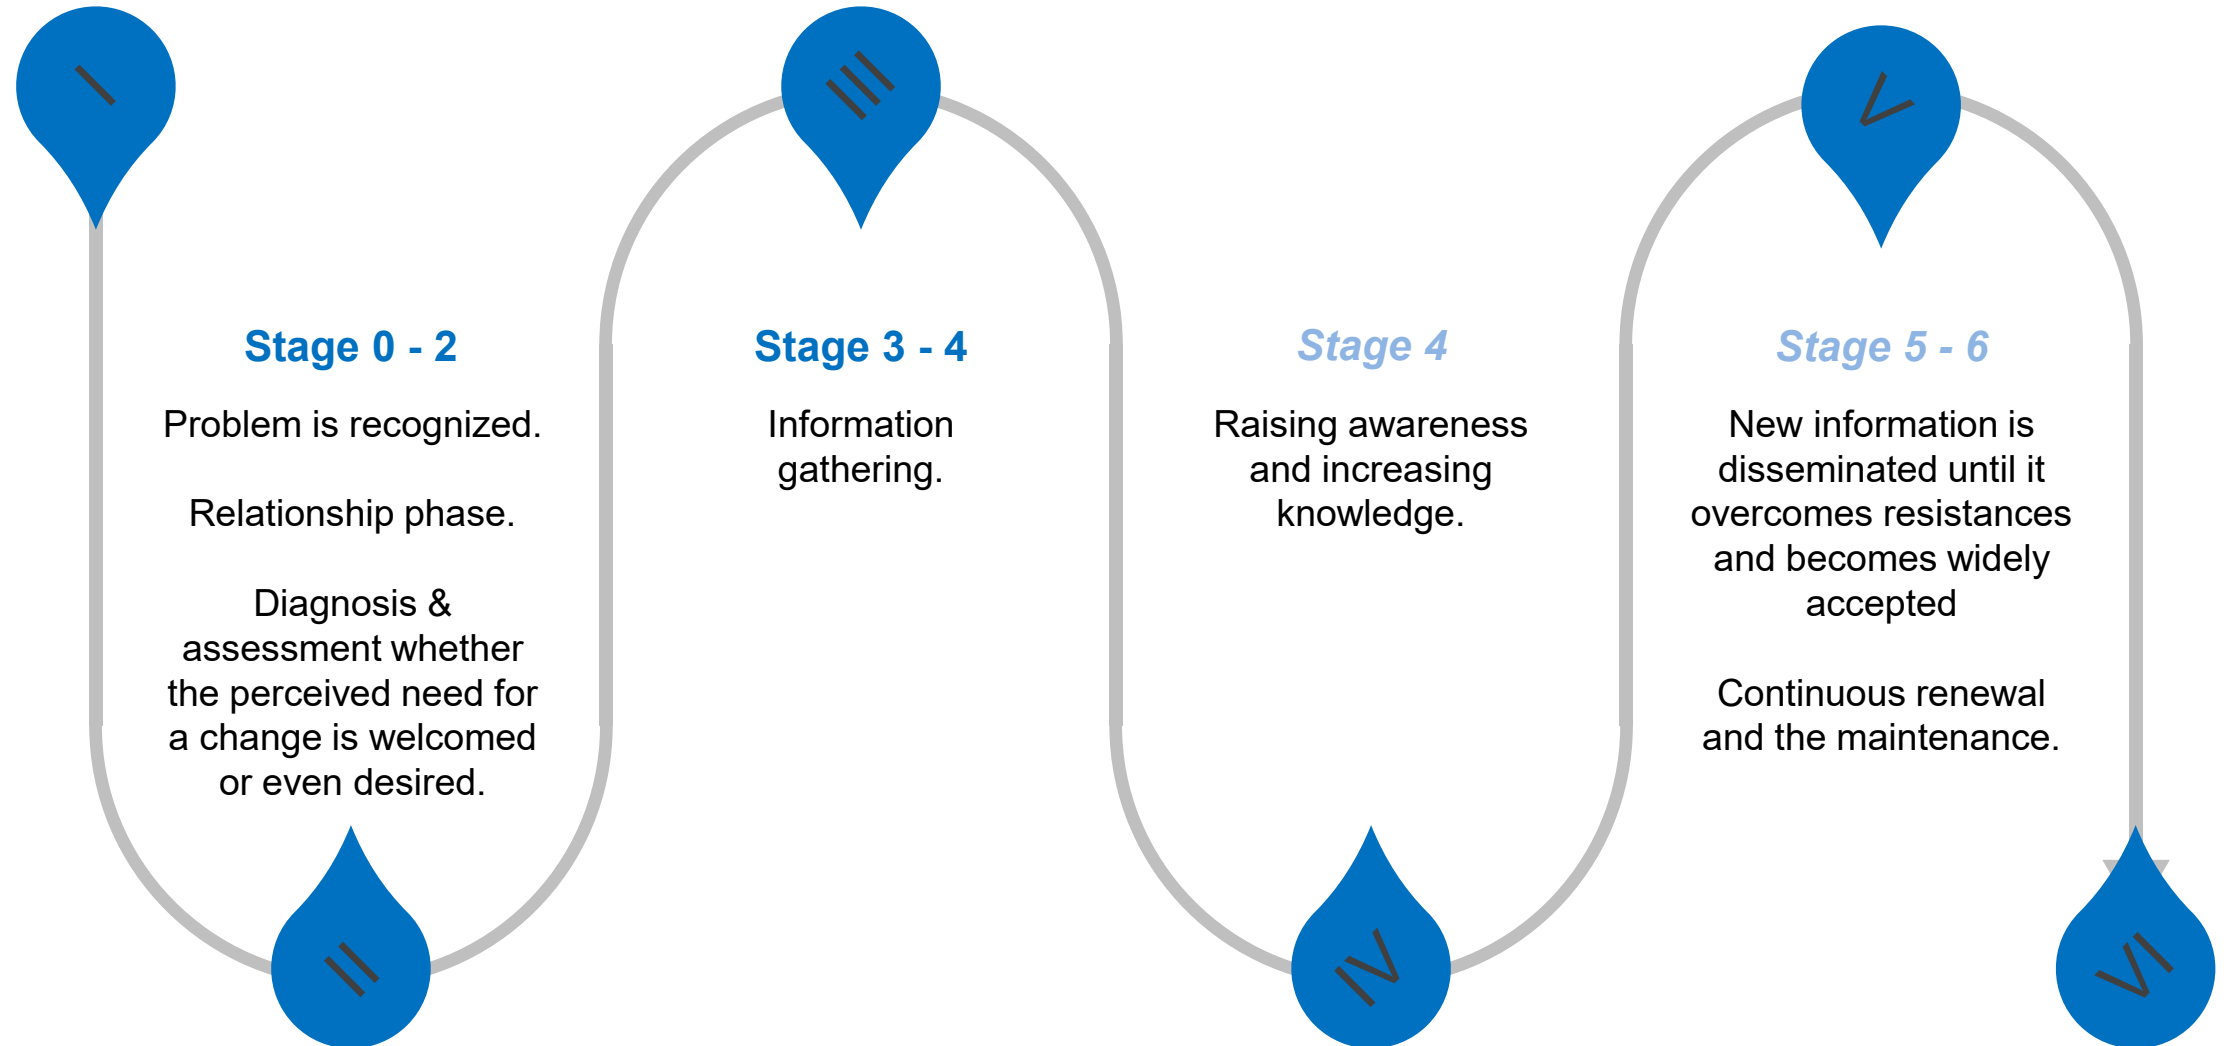 I
III
V
Stage 0 - 2
Problem is recognized.
Relationship phase.
Diagnosis &
assessment whether
the perceived need for
a change is welcomed
or even desired.
Stage 3 - 4
Information
gathering.
Stage 4
Raising awareness
and increasing
knowledge.
Stage 5 - 6
New information is
disseminated until it
overcomes resistances
and becomes widely
accepted
Continuous renewal
and the maintenance.
II
IV
VI